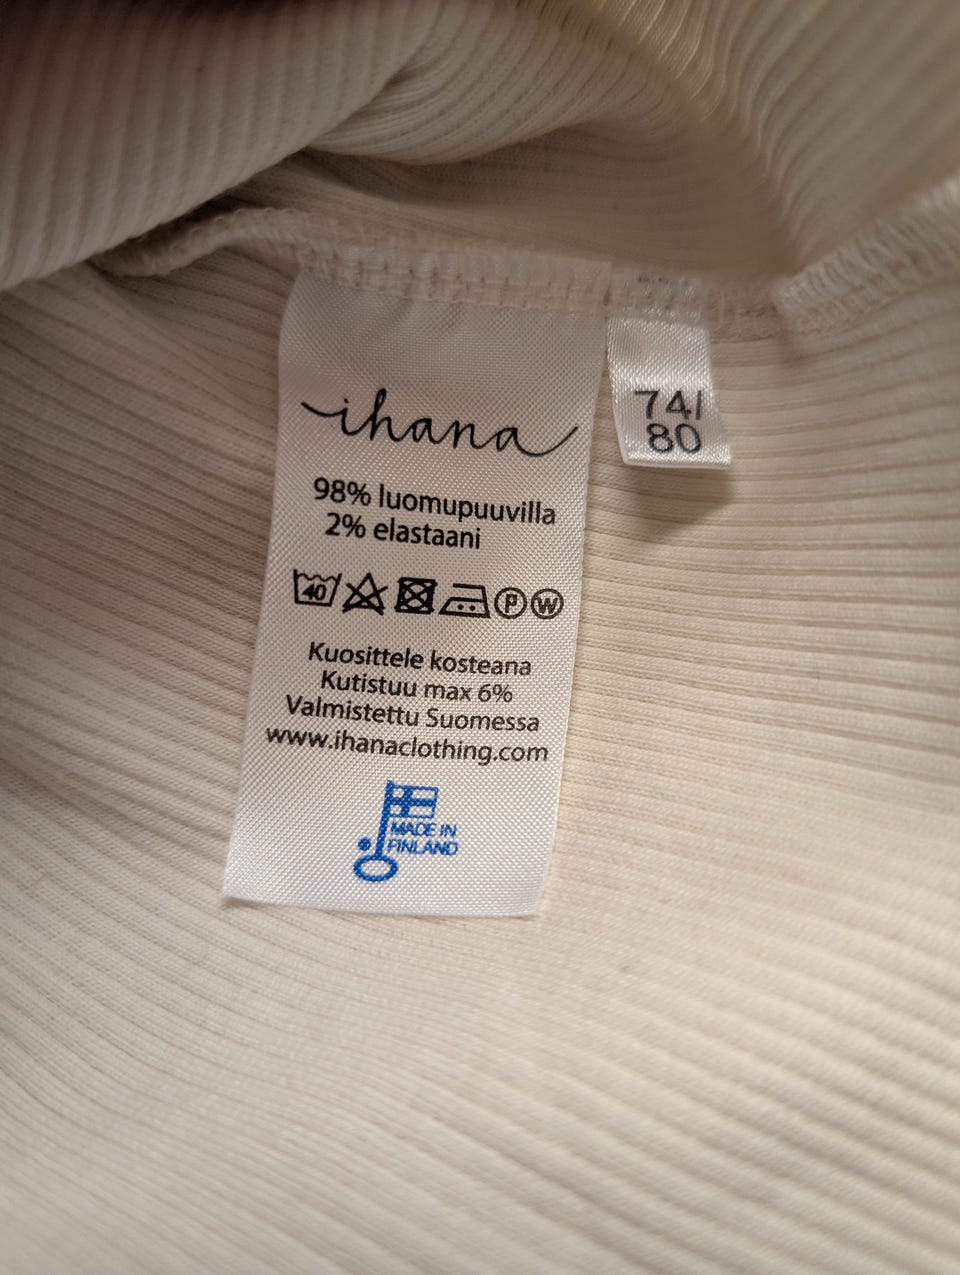 ihana
98% luomupuuvilla
2% elastaani
40 P W
Kuosittele kosteana
Kutistuu max 6%
Valmistettu Suomessa
www.ihanaclothing.com
MADE IN
FINLAND
74/
80